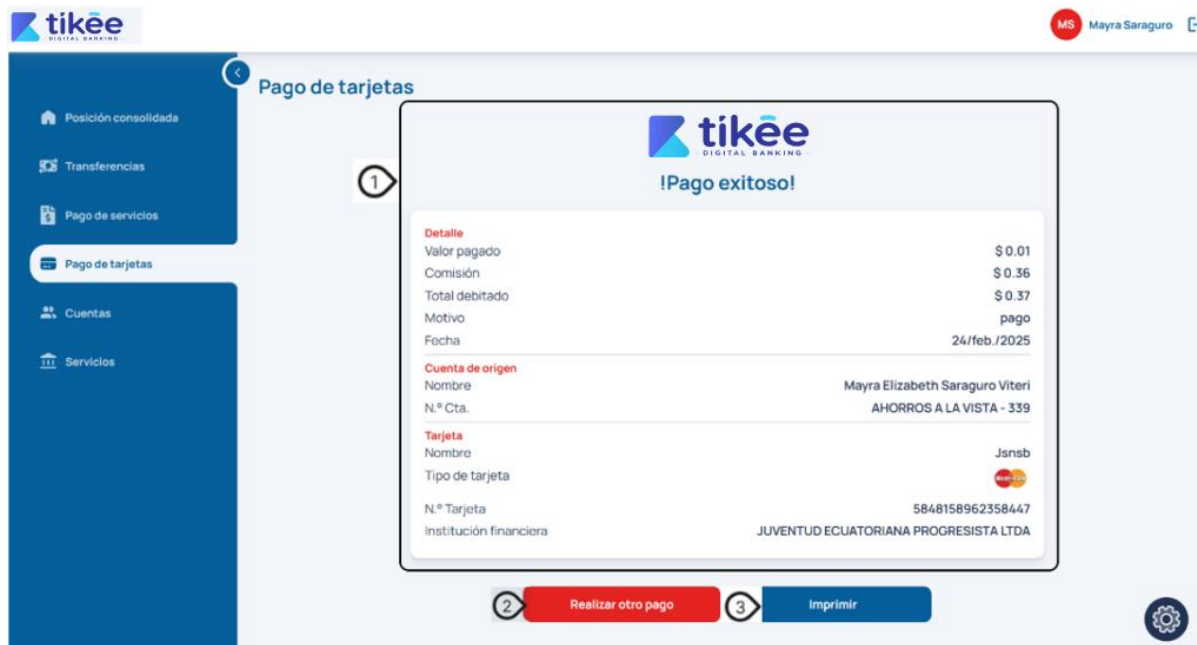 tikēe
DIGITAL BANKING
MS Mayra Saraguro
Pago de tarjetas
Posición consolidada
Transferencias
Pago de servicios
Pago de tarjetas
Cuentas
Servicios
1
tikēe
DIGITAL BANKING
!Pago exitoso!
Detalle
Valor pagado $ 0.01
Comisión $ 0.36
Total debitado $ 0.37
Motivo pago
Fecha 24/feb./2025
Cuenta de origen
Nombre Mayra Elizabeth Saraguro Viteri
N.º Cta. AHORROS A LA VISTA - 339
Tarjeta
Nombre Jsnsb
Tipo de tarjeta
N.º Tarjeta 5848158962358447
Institución financiera JUVENTUD ECUATORIANA PROGRESISTA LTDA
2 Realizar otro pago 3 Imprimir